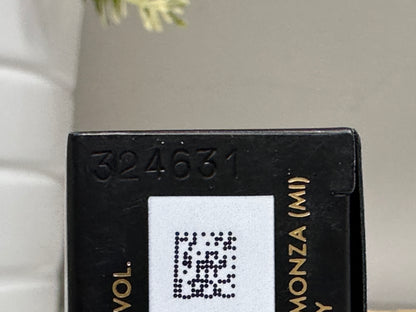 324631
VOL.
MONZA (MI)
Y